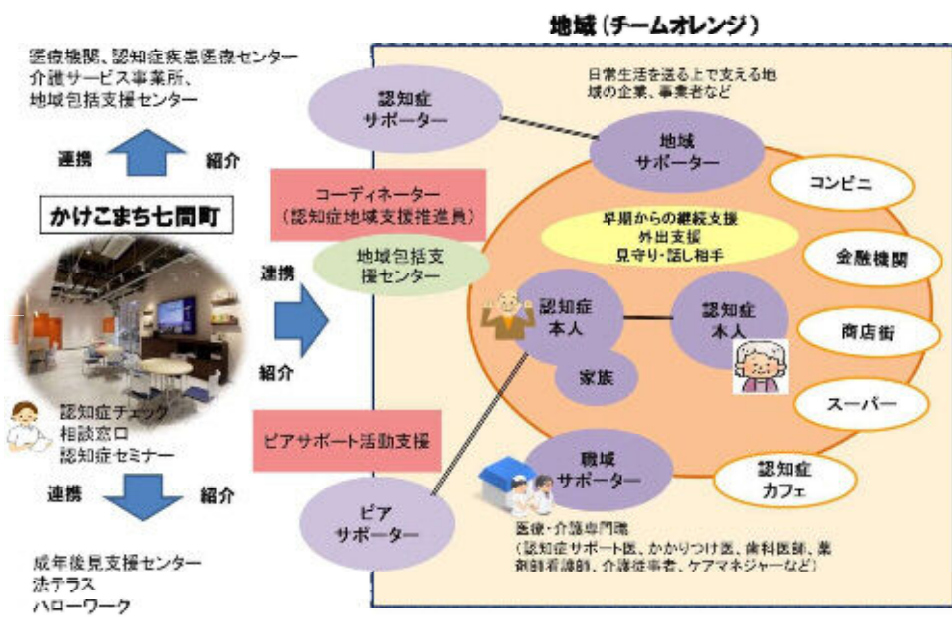 地域(チームオレンジ)
医療機関、認知症疾患医療センター
介護サービス事業所、
地域包括支援センター
連携
紹介
かけこまち七間町
認知症チェック
相談窓口
認知症セミナー
連携
紹介
成年後見支援センター
法テラス
ハローワーク
連携
紹介
認知症
サポーター
コーディネーター
(認知症地域支援推進員)
地域包括支
援センター
ピアサポート活動支援
ピア
サポーター
日常生活を送る上で支える地
域の企業、事業者など
地域
サポーター
早期からの継続支援
外出支援
見守り・話し相手
認知症
本人
認知症
本人
家族
職域
サポーター
医療・介護専門職
(認知症サポート医、かかりつけ医、歯科医師、薬
剤師看護師、介護従事者、ケアマネジャーなど)
コンビニ
金融機関
商店街
スーパー
認知症
カフェ